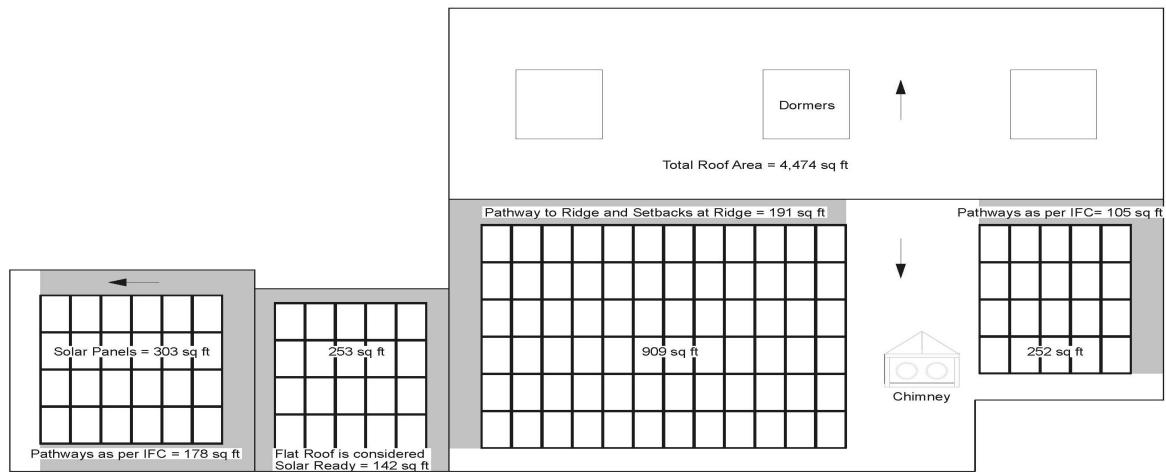 Dormers
Total Roof Area = 4,474 sq ft
Pathway to Ridge and Setbacks at Ridge = 191 sq ft
Pathways as per IFC= 105 sq ft
Solar Panels = 303 sq ft
253 sq ft
909 sq ft
252 sq ft
Chimney
Pathways as per IFC = 178 sq ft
Flat Roof is considered
Solar Ready = 142 sq ft